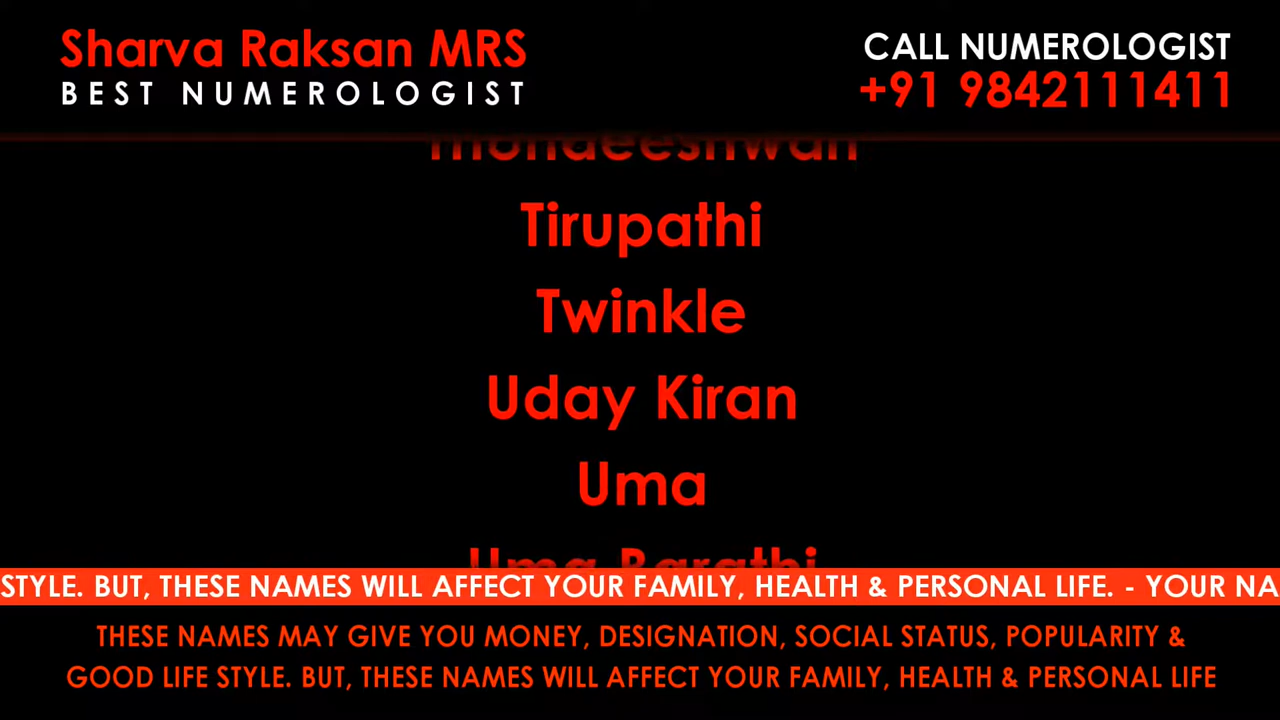 Sharva Raksan MRS
BEST NUMEROLOGIST
CALL NUMEROLOGIST
+91 9842111411
Tirupathi
Twinkle
Uday Kiran
Uma
Uma Barathi
STYLE. BUT, THESE NAMES WILL AFFECT YOUR FAMILY, HEALTH & PERSONAL LIFE. - YOUR NA
THESE NAMES MAY GIVE YOU MONEY, DESIGNATION, SOCIAL STATUS, POPULARITY &
GOOD LIFE STYLE. BUT, THESE NAMES WILL AFFECT YOUR FAMILY, HEALTH & PERSONAL LIFE